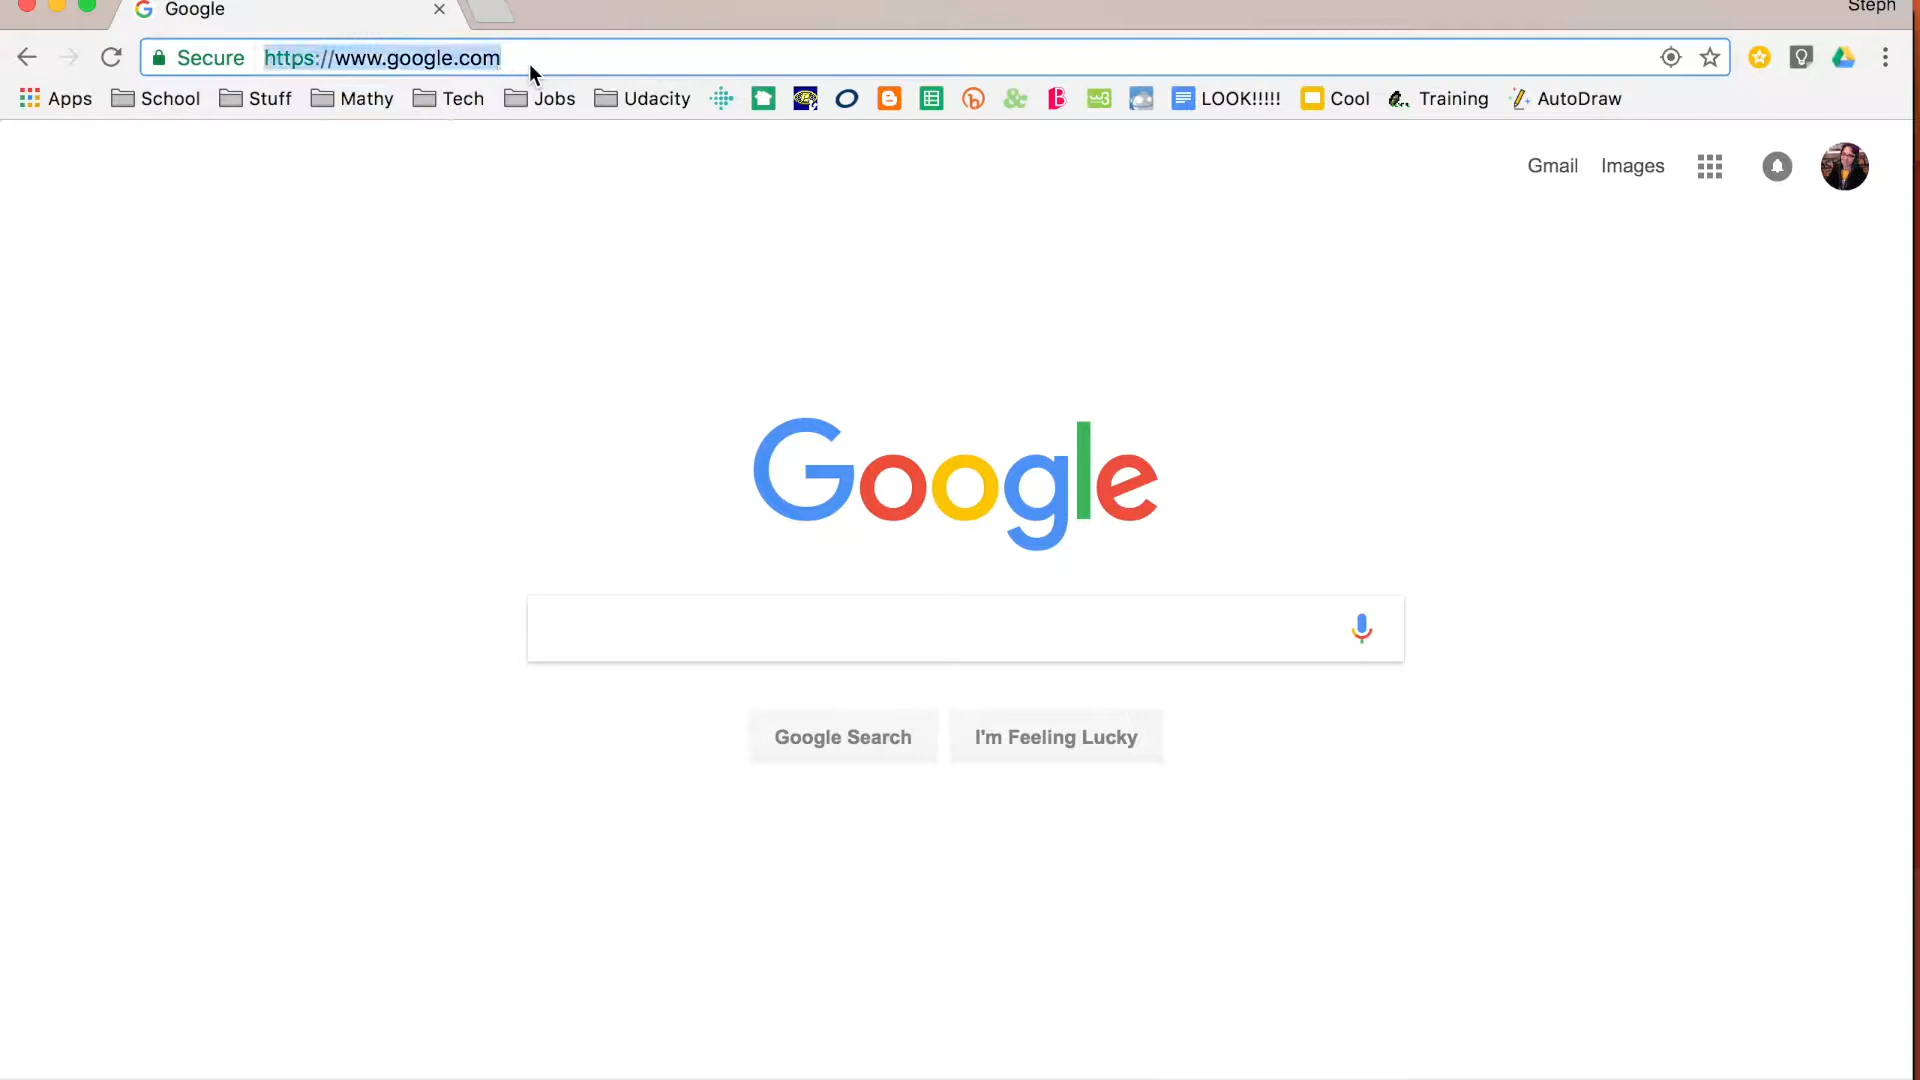 Google
Steph
Secure https://www.google.com
Apps School Stuff Mathy Tech Jobs Udacity LOOK!!!!! Cool Training AutoDraw
Gmail Images
Google
Google Search I'm Feeling Lucky